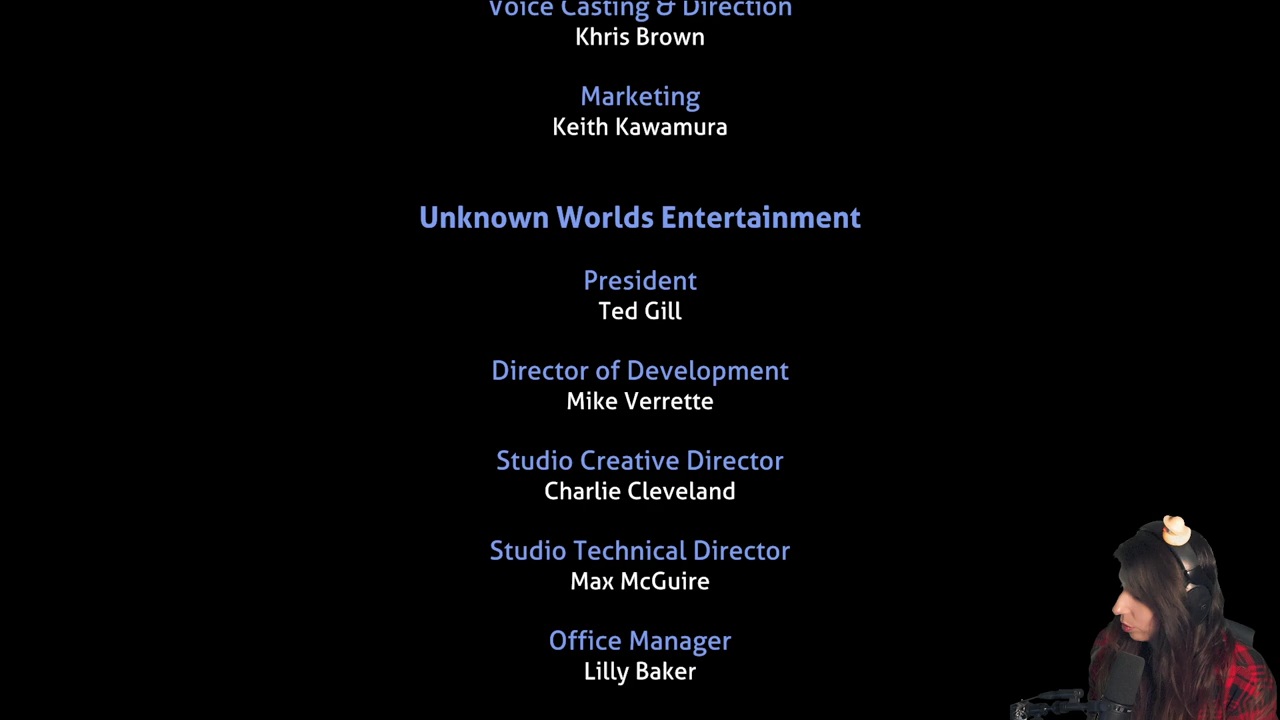 Voice Casting & Direction
Khris Brown
Marketing
Keith Kawamura
Unknown Worlds Entertainment
President
Ted Gill
Director of Development
Mike Verrette
Studio Creative Director
Charlie Cleveland
Studio Technical Director
Max McGuire
Office Manager
Lilly Baker